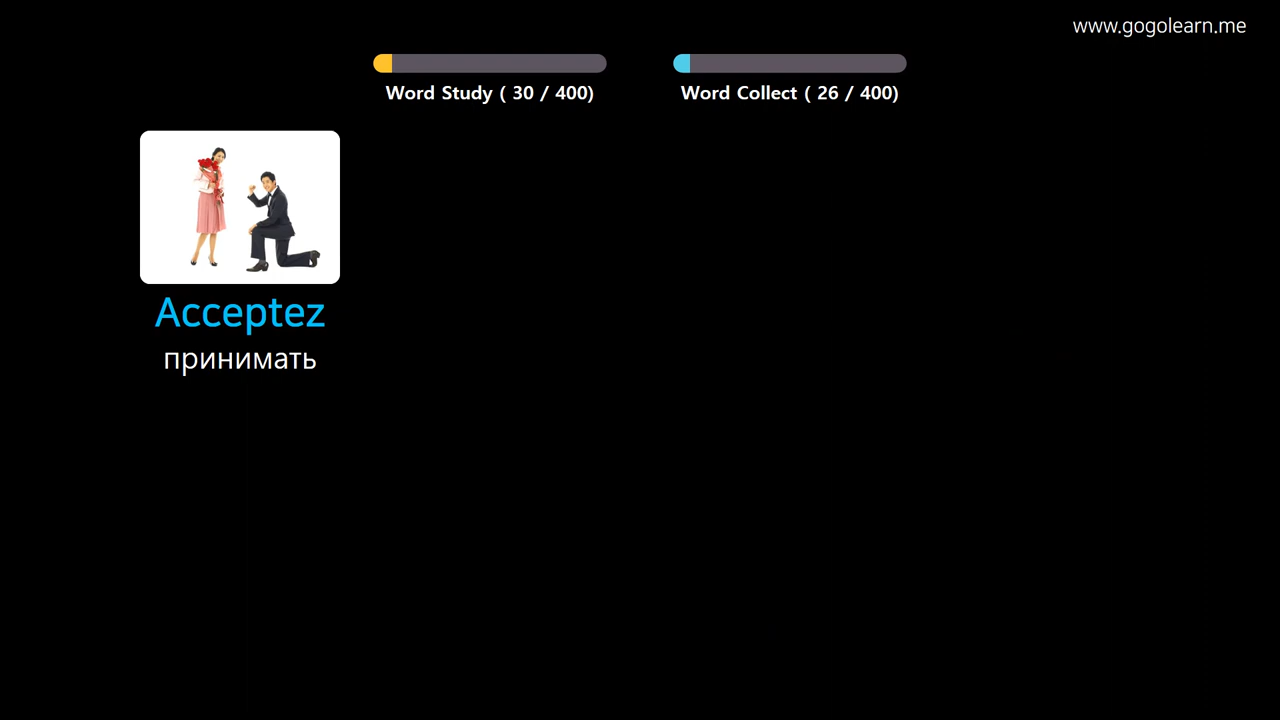 www.gogolearn.me
Word Study ( 30 / 400)
Word Collect ( 26 / 400)
Acceptez
принимать